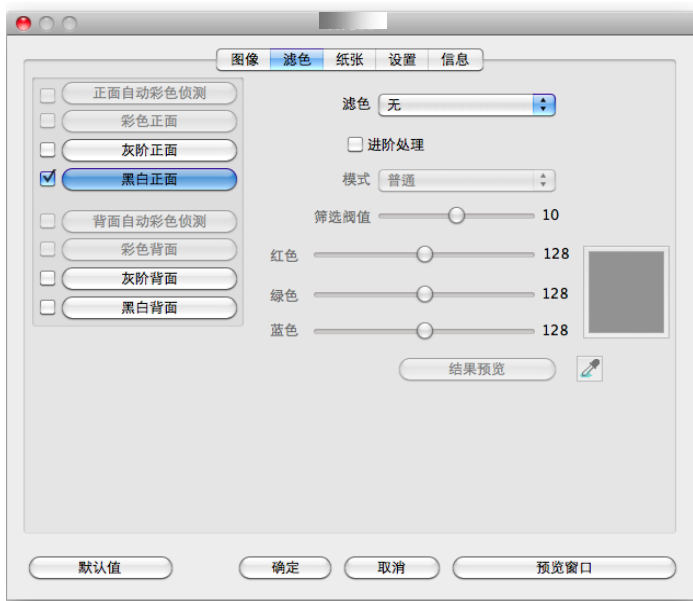 图像 滤色 纸张 设置 信息
正面自动彩色侦测
彩色正面
灰阶正面
黑白正面
背面自动彩色侦测
彩色背面
灰阶背面
黑白背面
滤色 无
进阶处理
模式 普通
筛选阀值 10
红色 128
绿色 128
蓝色 128
结果预览
默认值 确定 取消 预览窗口